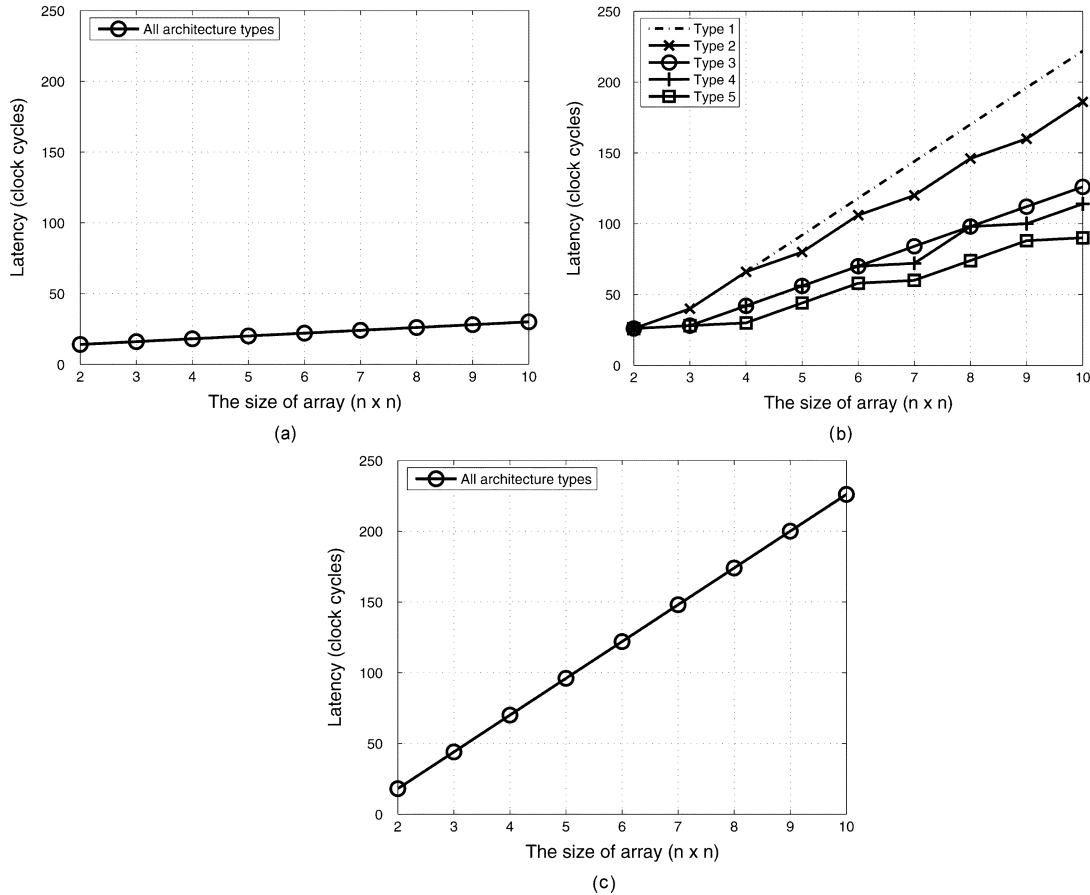 (a)
250
200
150
100
50
0
Latency (clock cycles)
All architecture types
2 3 4 5 6 7 8 9 10
The size of array (n x n)
(b)
250
200
150
100
50
0
Latency (clock cycles)
Type 1
Type 2
Type 3
Type 4
Type 5
2 3 4 5 6 7 8 9 10
The size of array (n x n)
(a)
(b)
250
200
150
100
50
0
Latency (clock cycles)
All architecture types
2 3 4 5 6 7 8 9 10
The size of array (n x n)
(c)